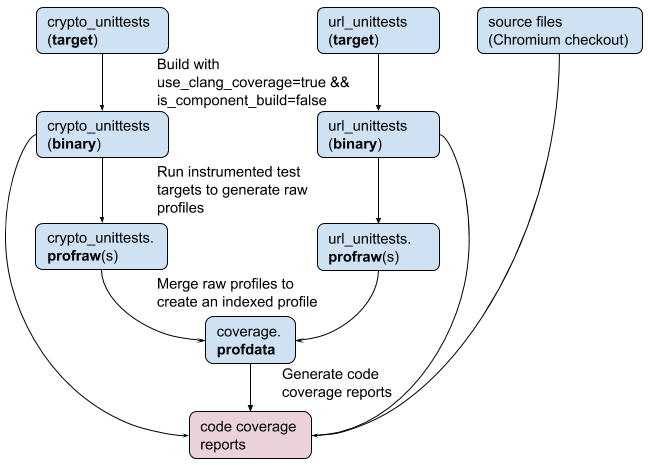 crypto_unittests
(target)
url_unittests
(target)
source files
(Chromium checkout)
Build with
use_clang_coverage=true &&
is_component_build=false
crypto_unittests
(binary)
url_unittests
(binary)
Run instrumented test
targets to generate raw
profiles
crypto_unittests.
profraw(s)
url_unittests.
profraw(s)
Merge raw profiles to
create an indexed profile
coverage.
profdata
Generate code
coverage reports
code coverage
reports